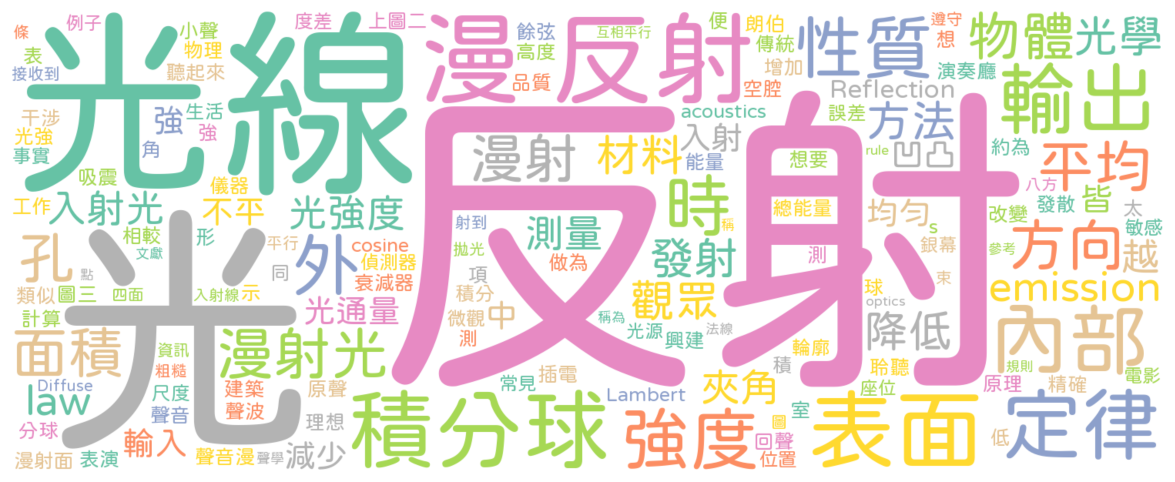 條
例子
小聲
度差
上圖二
表
物理
接收到
聽起來
光線
漫反射
餘弦
高度
互相平行
便
朗伯
傳統
增加
性質
遵守
想
物體
光學
演奏廳
品質
空腔
Reflection
輸出
干涉
光強
事實
強
生活
強
角
acoustics
入射
能量
誤差
方法
rule
凹凸
約為
平均
漫射
材料
想要
八方
吸震
儀器
工作
入射光
不平
光強度
反射
時
總能量
均勻
改變
發散
皆
太
敏感
射到
稱
s
相較
文獻
形
平行
外
cosine
偵測器
衰減器
測量
拋光
做為
發射
測
銀幕
參考
方向
越
孔
點
同
項
積分
觀眾
球
optics
束
emission
類似
圖三
四面
入射線
示
計算
光
光通量
微觀
中
測
稱為
光源
興建
法線
降低
內部
面積
資訊
粗糙
漫射光
輪廓
積
聆聽
規則
Diffuse
law
尺度
建築
原聲
常見
插電
夾角
座位
原理
精確
電影
聲音
聲波
理想
積分球
Lambert
圖
室
表面
定律
分球
輸入
強度
回聲
位置
低
漫射面
表演
聲音漫
聲學
減少